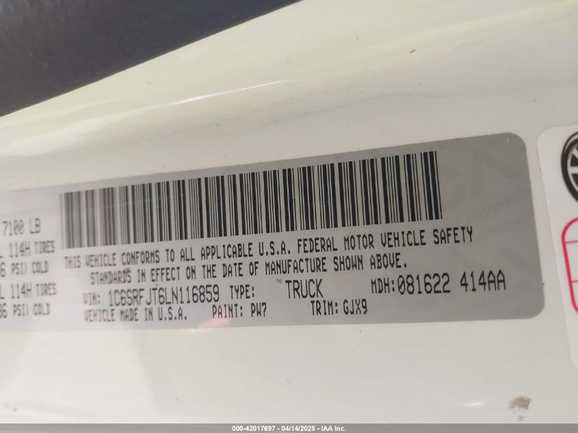 7100 LB
114H TIRES
PSI) COLD
114H TIRES
PSI) COLD
THIS VEHICLE CONFORMS TO ALL APPLICABLE U.S.A. FEDERAL MOTOR VEHICLE SAFETY
STANDARDS IN EFFECT ON THE DATE OF MANUFACTURE SHOWN ABOVE.
VIN: 1C6SRFJT6LN116859 TYPE: TRUCK MDH: 081622 414AA
VEHICLE MADE IN U.S.A. PAINT: PW7 TRIM: GJX9
000-42017697 - 04/14/2025 - IAA Inc.